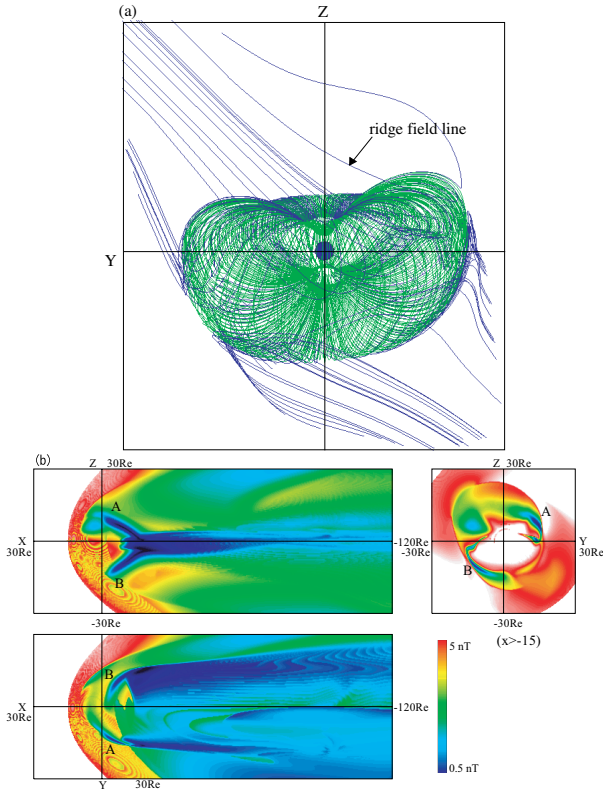 (a)
Z
ridge field line
Y
(b)
Z 30Re
A
X
30Re
B
-120Re
-30Re
Z
30Re
A
Y
30Re
B
-30Re
(x>-15)
B
X
30Re
-120Re
A
Y
30Re
5 nT
0.5 nT